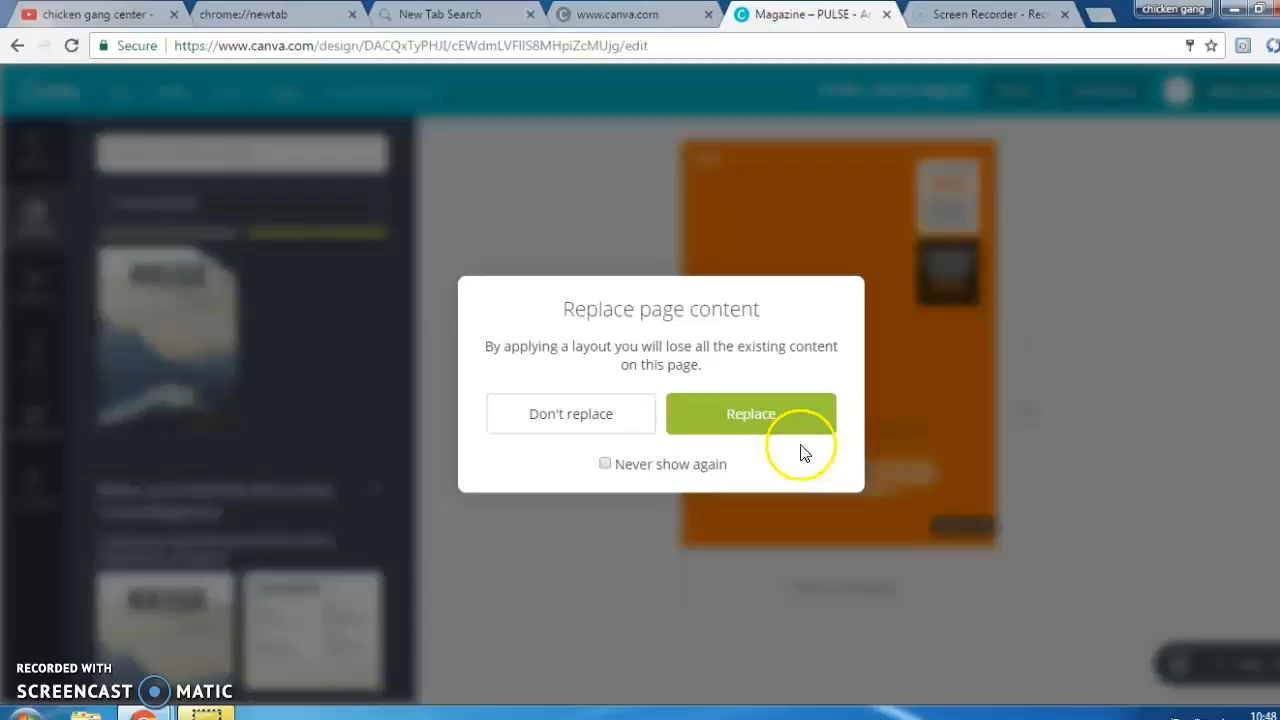 chicken gang center -
chrome://newtab
New Tab Search
www.canva.com
Magazine – PULSE - Ar
Screen Recorder - Rec
chicken gang
Secure
https://www.canva.com/design/DACQxTyPHJI/cEWdmLVFIlS8MHpiZcMUjg/edit
Replace page content
By applying a layout you will lose all the existing content
on this page.
Don't replace
Replace
Never show again
RECORDED WITH
SCREENCAST MATIC
10:48